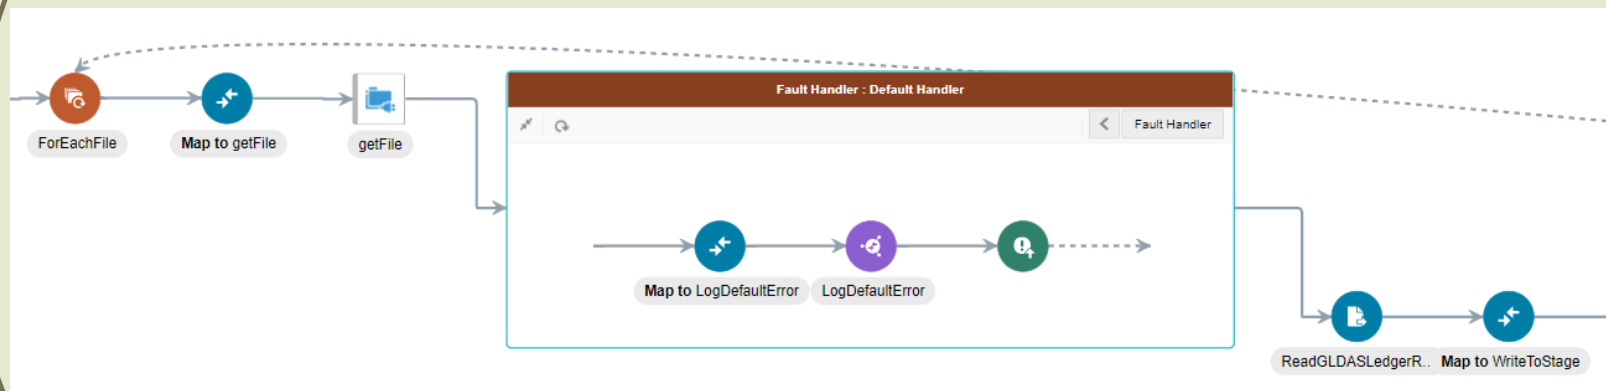 Fault Handler : Default Handler
Fault Handler
ForEachFile
Map to getFile
getFile
Map to LogDefaultError
LogDefaultError
ReadGLDASLedgerR..
Map to WriteToStage